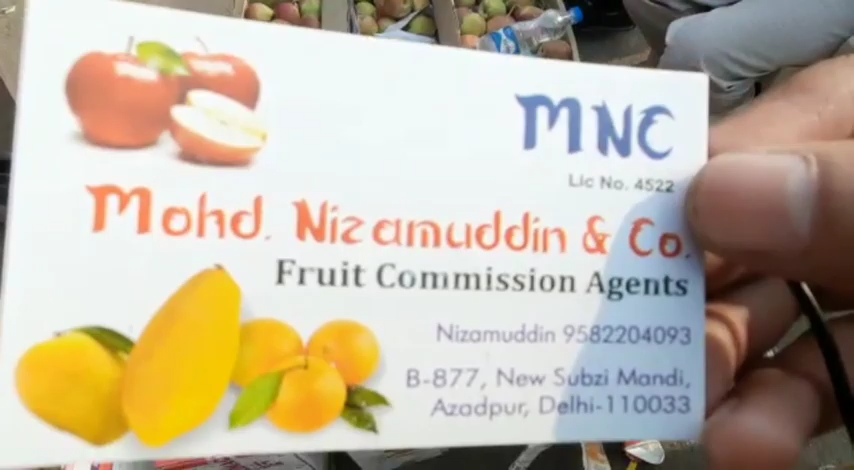 MNC
Lic No. 4522
Mohd. Nizamuddin & Co.
Fruit Commission Agents
Nizamuddin 9582204093
B-877, New Subzi Mandi,
Azadpur, Delhi-110033